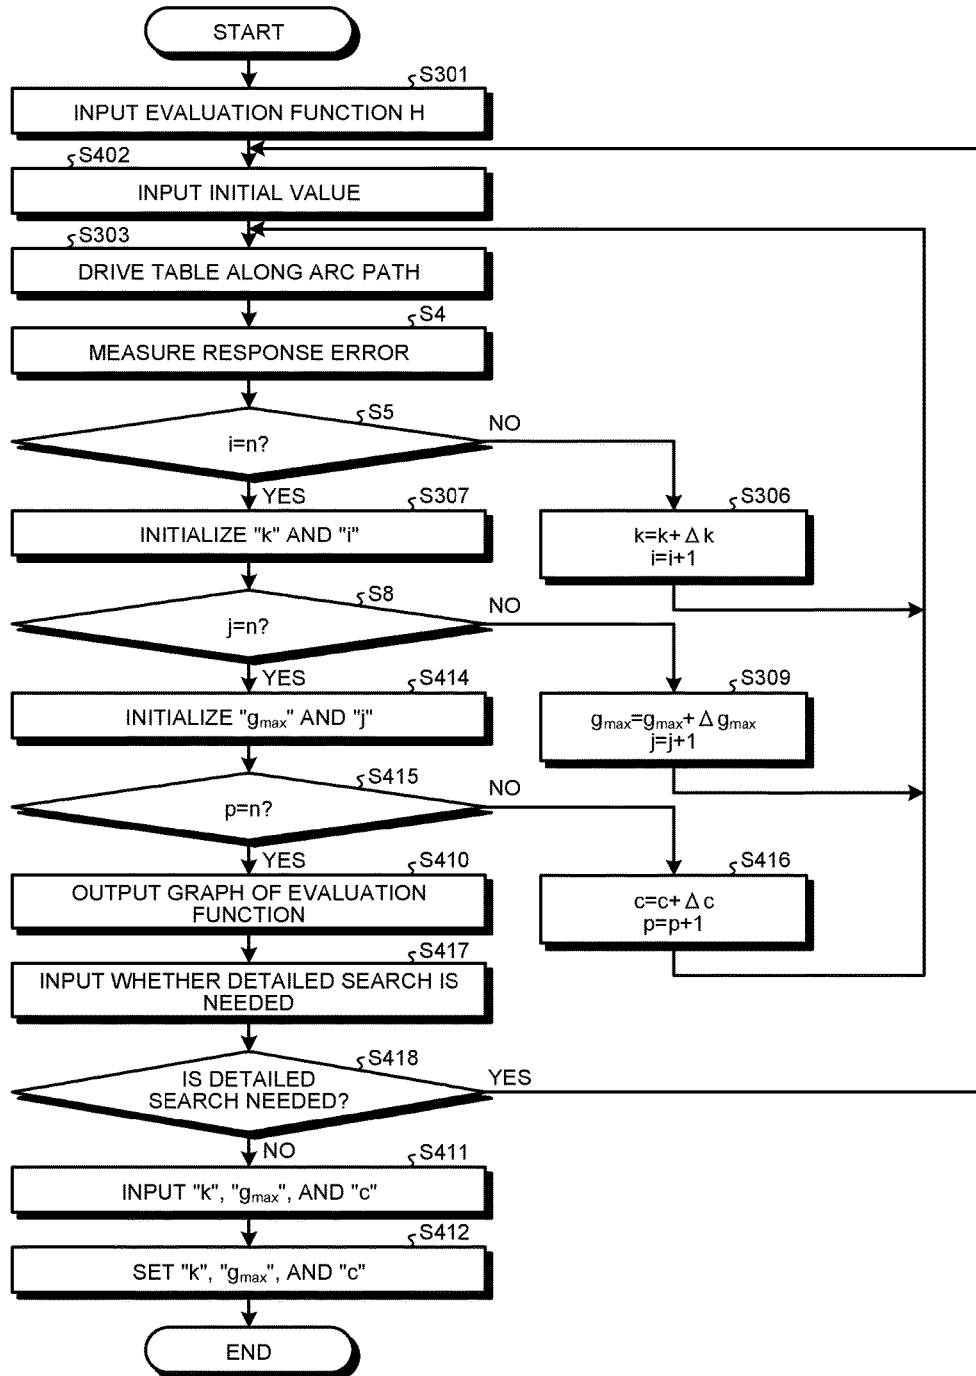 START
S301
INPUT EVALUATION FUNCTION H
S402
INPUT INITIAL VALUE
S303
DRIVE TABLE ALONG ARC PATH
S4
MEASURE RESPONSE ERROR
S5
i=n?
NO
YES
S307
INITIALIZE "k" AND "i"
S306
k=k+Δk
i=i+1
S8
j=n?
NO
YES
S414
INITIALIZE "gmax" AND "j"
S309
gmax=gmax+Δgmax
j=j+1
S415
p=n?
NO
YES
S410
OUTPUT GRAPH OF EVALUATION
FUNCTION
S416
c=c+Δc
p=p+1
S417
INPUT WHETHER DETAILED SEARCH IS
NEEDED
S418
IS DETAILED
SEARCH NEEDED?
YES
NO
S411
INPUT "k", "gmax", AND "c"
S412
SET "k", "gmax", AND "c"
END